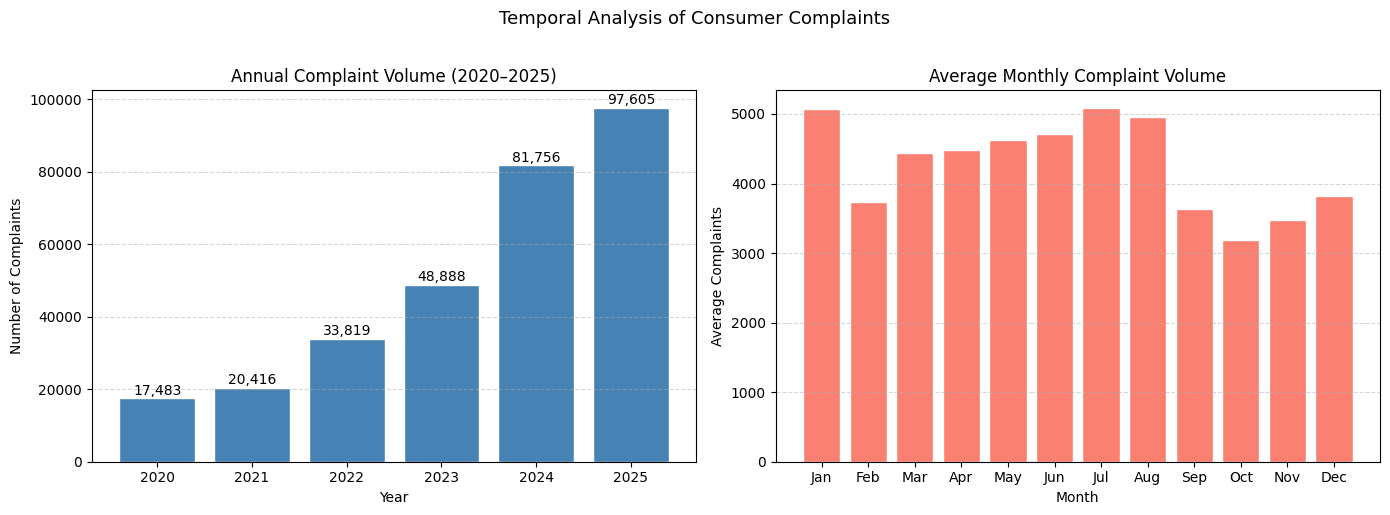 Temporal Analysis of Consumer Complaints
Annual Complaint Volume (2020–2025)
Number of Complaints
100000
80000
60000
40000
20000
0
17,483
20,416
33,819
48,888
81,756
97,605
2020 2021 2022 2023 2024 2025
Year
Average Monthly Complaint Volume
Average Complaints
5000
4000
3000
2000
1000
0
Jan Feb Mar Apr May Jun Jul Aug Sep Oct Nov Dec
Month